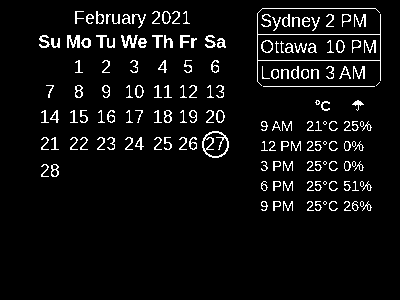 February 2021
Su Mo Tu We Th Fr Sa
1 2 3 4 5 6
7 8 9 10 11 12 13
14 15 16 17 18 19 20
21 22 23 24 25 26 27
28
Sydney 2 PM
Ottawa 10 PM
London 3 AM
°C ☂
9 AM 21°C 25%
12 PM 25°C 0%
3 PM 25°C 0%
6 PM 25°C 51%
9 PM 25°C 26%